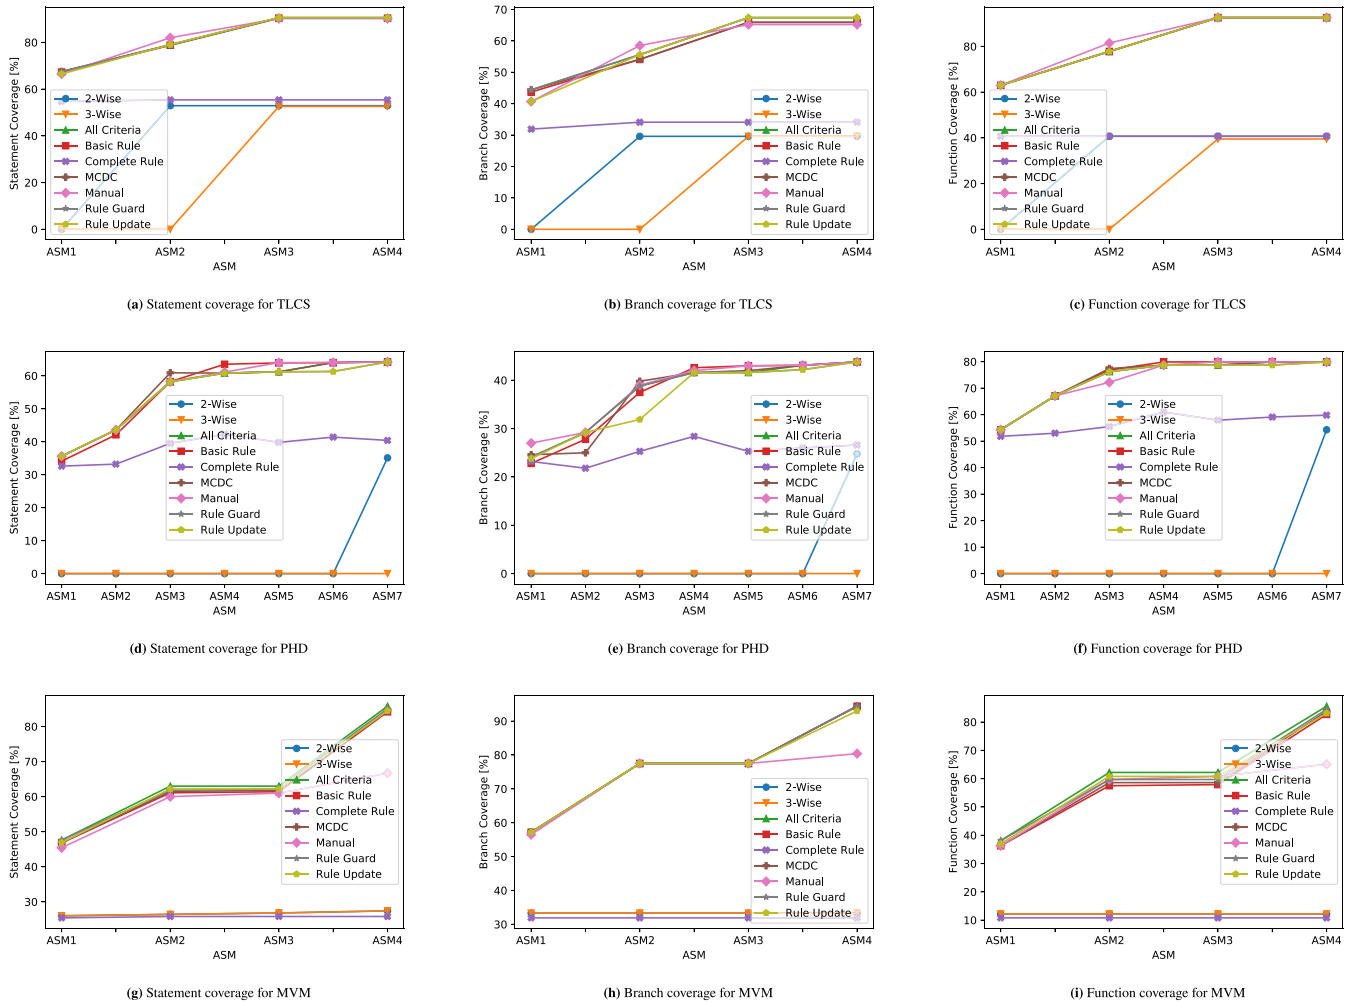 Statement Coverage [%]
80
60
40
20
0
2-Wise
3-Wise
All Criteria
Basic Rule
Complete Rule
MCDC
Manual
Rule Guard
Rule Update
ASM1
ASM2
ASM3
ASM4
ASM
(a) Statement coverage for TLCS
Branch Coverage [%]
70
60
50
40
30
20
10
0
2-Wise
3-Wise
All Criteria
Basic Rule
Complete Rule
MCDC
Manual
Rule Guard
Rule Update
ASM1
ASM2
ASM3
ASM4
ASM
(b) Branch coverage for TLCS
Function Coverage [%]
80
60
40
20
0
2-Wise
3-Wise
All Criteria
Basic Rule
Complete Rule
MCDC
Manual
Rule Guard
Rule Update
ASM1
ASM2
ASM3
ASM4
ASM
(c) Function coverage for TLCS
Statement Coverage [%]
60
50
40
30
20
10
0
2-Wise
3-Wise
All Criteria
Basic Rule
Complete Rule
MCDC
Manual
Rule Guard
Rule Update
ASM1
ASM2
ASM3
ASM4
ASM5
ASM6
ASM7
ASM
(d) Statement coverage for PHD
Branch Coverage [%]
40
30
20
10
0
2-Wise
3-Wise
All Criteria
Basic Rule
Complete Rule
MCDC
Manual
Rule Guard
Rule Update
ASM1
ASM2
ASM3
ASM4
ASM5
ASM6
ASM7
ASM
(e) Branch coverage for PHD
Function Coverage [%]
80
70
60
50
40
30
20
10
0
2-Wise
3-Wise
All Criteria
Basic Rule
Complete Rule
MCDC
Manual
Rule Guard
Rule Update
ASM1
ASM2
ASM3
ASM4
ASM5
ASM6
ASM7
ASM
(f) Function coverage for PHD
Statement Coverage [%]
80
70
60
50
40
30
2-Wise
3-Wise
All Criteria
Basic Rule
Complete Rule
MCDC
Manual
Rule Guard
Rule Update
ASM1
ASM2
ASM3
ASM4
ASM
(g) Statement coverage for MVM
Branch Coverage [%]
90
80
70
60
50
40
30
2-Wise
3-Wise
All Criteria
Basic Rule
Complete Rule
MCDC
Manual
Rule Guard
Rule Update
ASM1
ASM2
ASM3
ASM4
ASM
(h) Branch coverage for MVM
Function Coverage [%]
80
70
60
50
40
30
20
10
2-Wise
3-Wise
All Criteria
Basic Rule
Complete Rule
MCDC
Manual
Rule Guard
Rule Update
ASM1
ASM2
ASM3
ASM4
ASM
(i) Function coverage for MVM